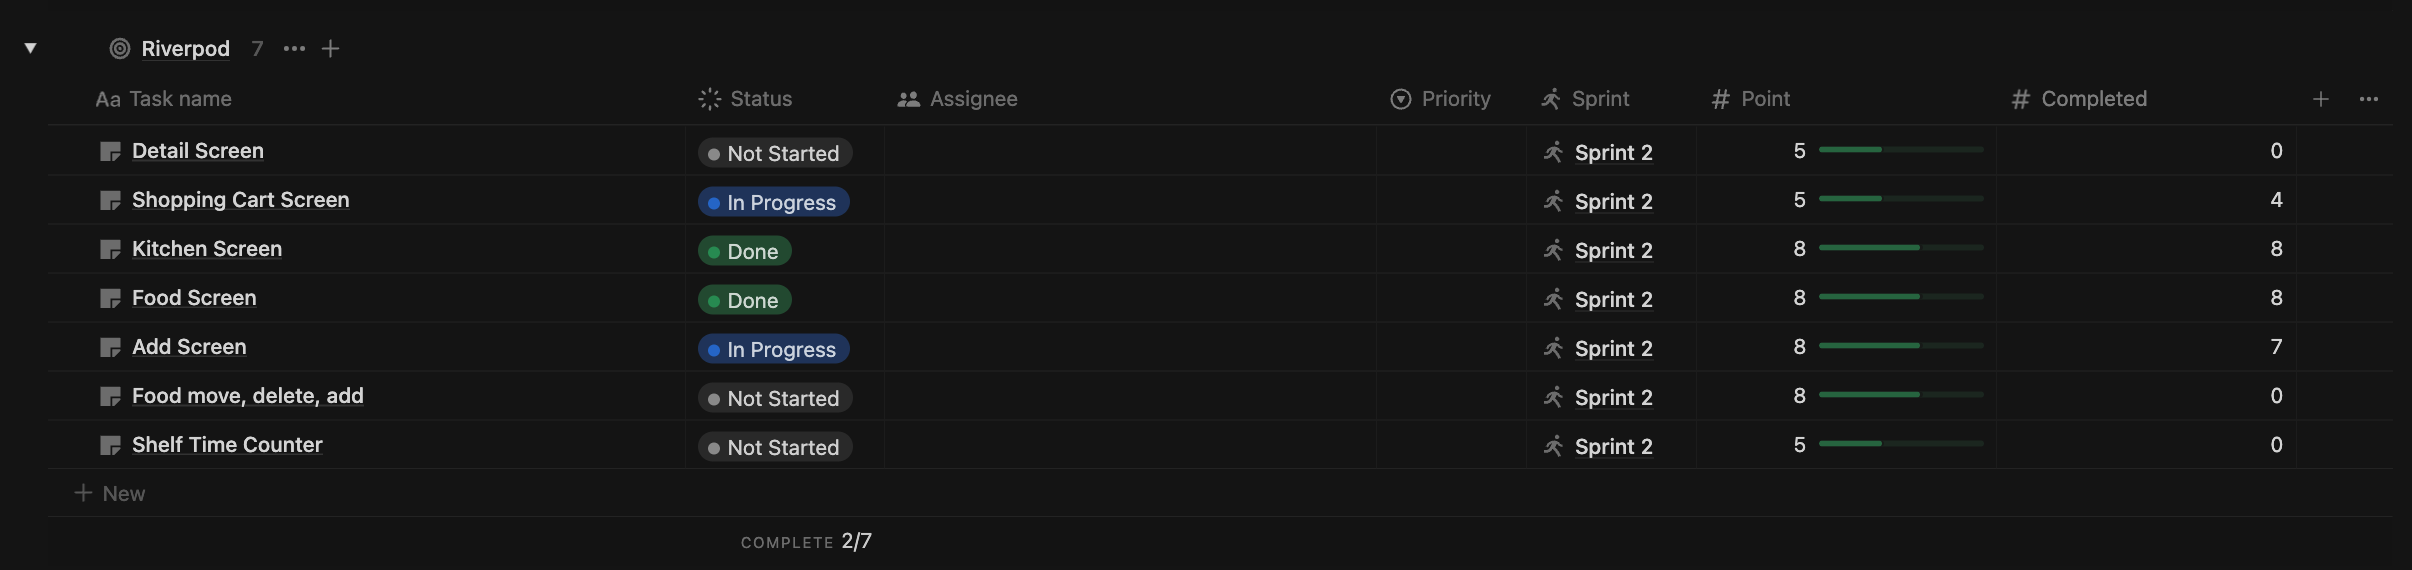 Riverpod 7
Aa Task name Status Assignee Priority Sprint # Point # Completed
Detail Screen Not Started Sprint 2 5 0
Shopping Cart Screen In Progress Sprint 2 5 4
Kitchen Screen Done Sprint 2 8 8
Food Screen Done Sprint 2 8 8
Add Screen In Progress Sprint 2 8 7
Food move, delete, add Not Started Sprint 2 8 0
Shelf Time Counter Not Started Sprint 2 5 0
+ New
COMPLETE 2/7